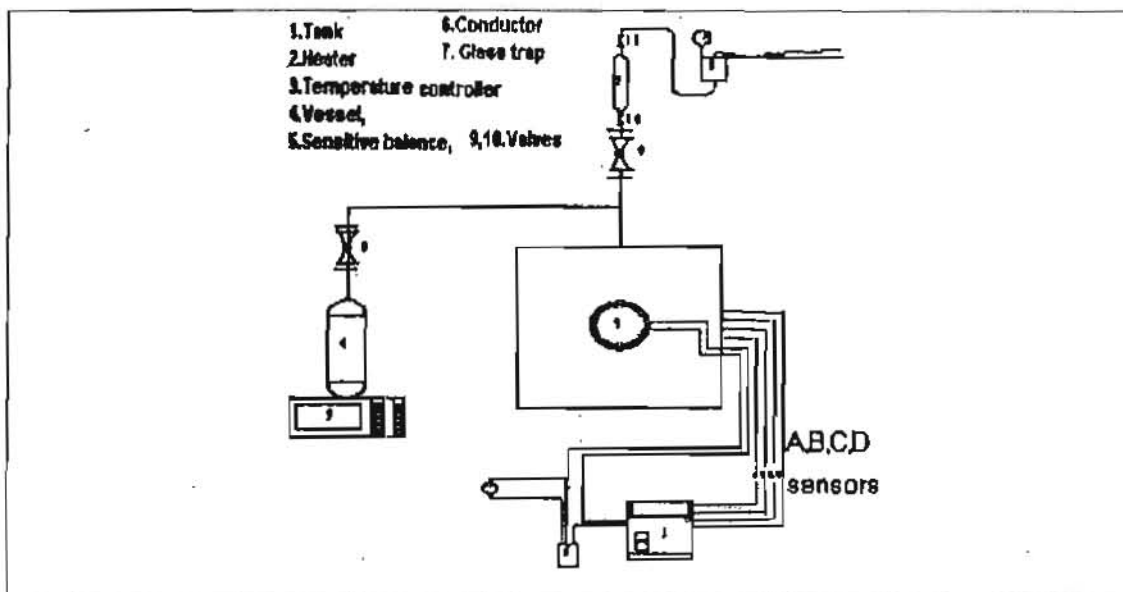 1.Tank
2.Heater
3.Temperature controller
4.Vessel,
5.Sensitive balance, 9,10.Valves
6.Conductor
7. Glass trap
A,B,C,D
sensors